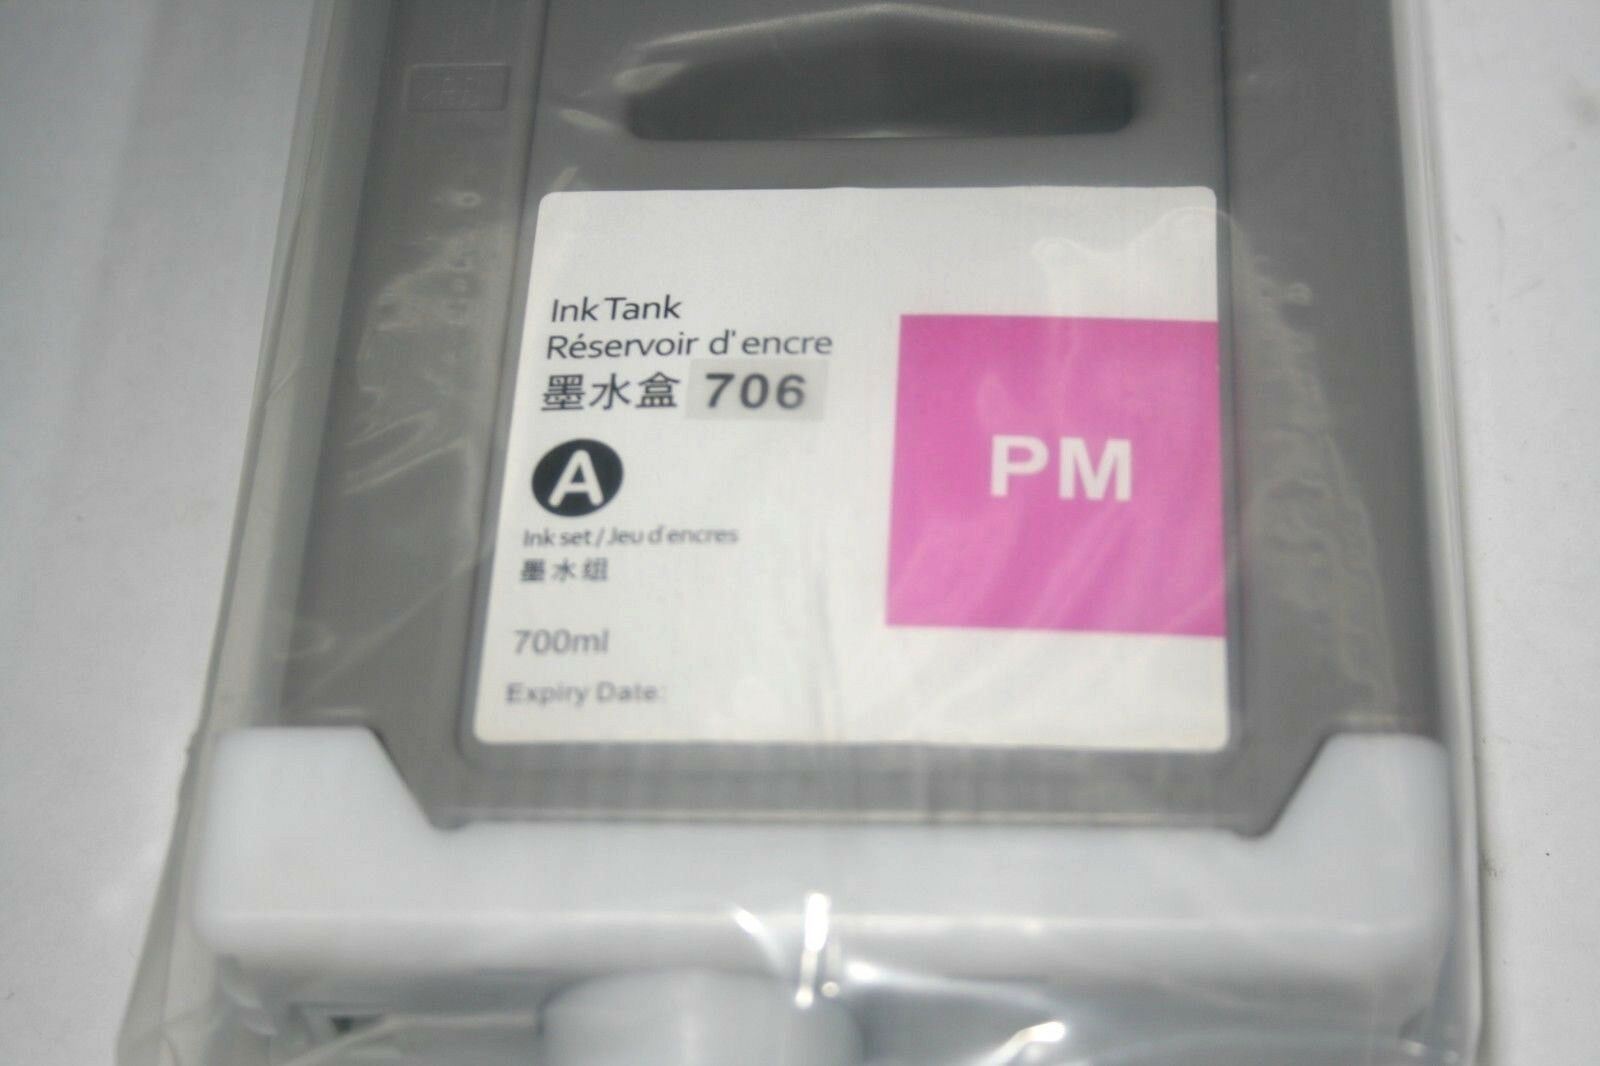 Ink Tank
Réservoir d'encre
墨水盒 706
A
Ink set/Jeu d'encres
墨水组
700ml
Expiry Date:
PM